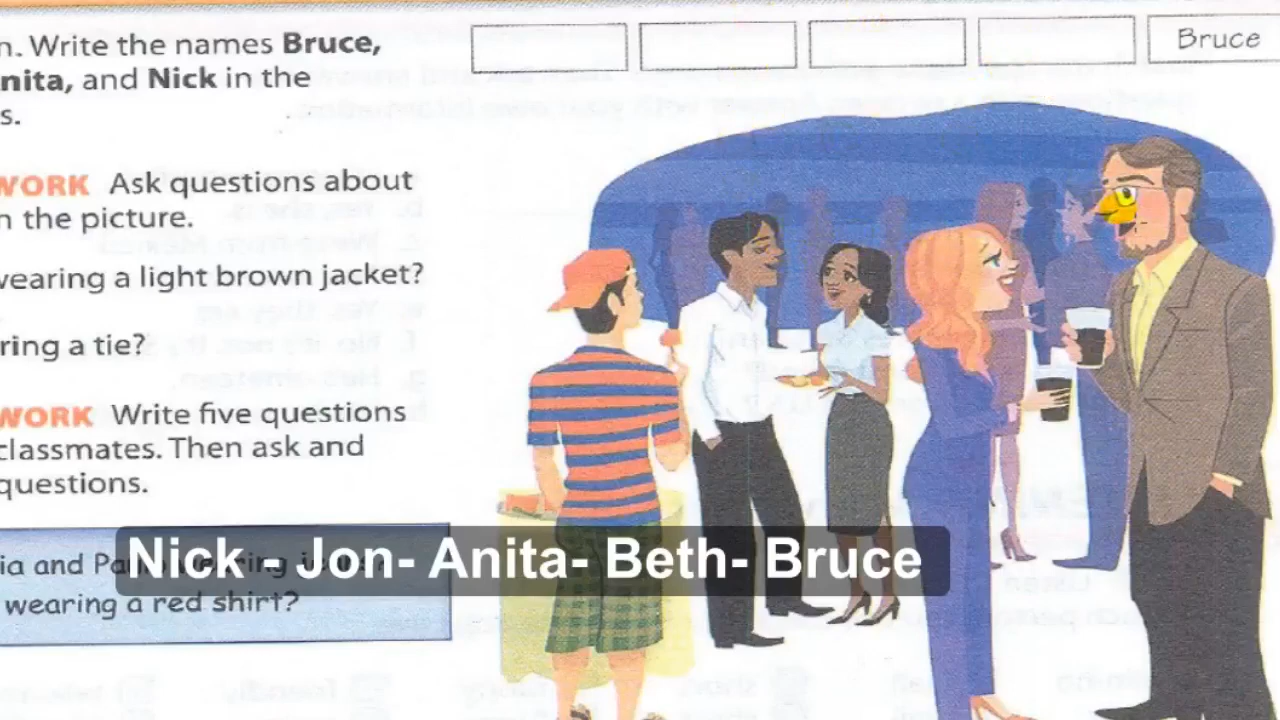 n. Write the names Bruce,
nita, and Nick in the
s.
Bruce
WORK Ask questions about
n the picture.
wearing a light brown jacket?
ring a tie?
WORK Write five questions
classmates. Then ask and
questions.
ia and
wearing a red shirt?
Nick - Jon- Anita- Beth- Bruce